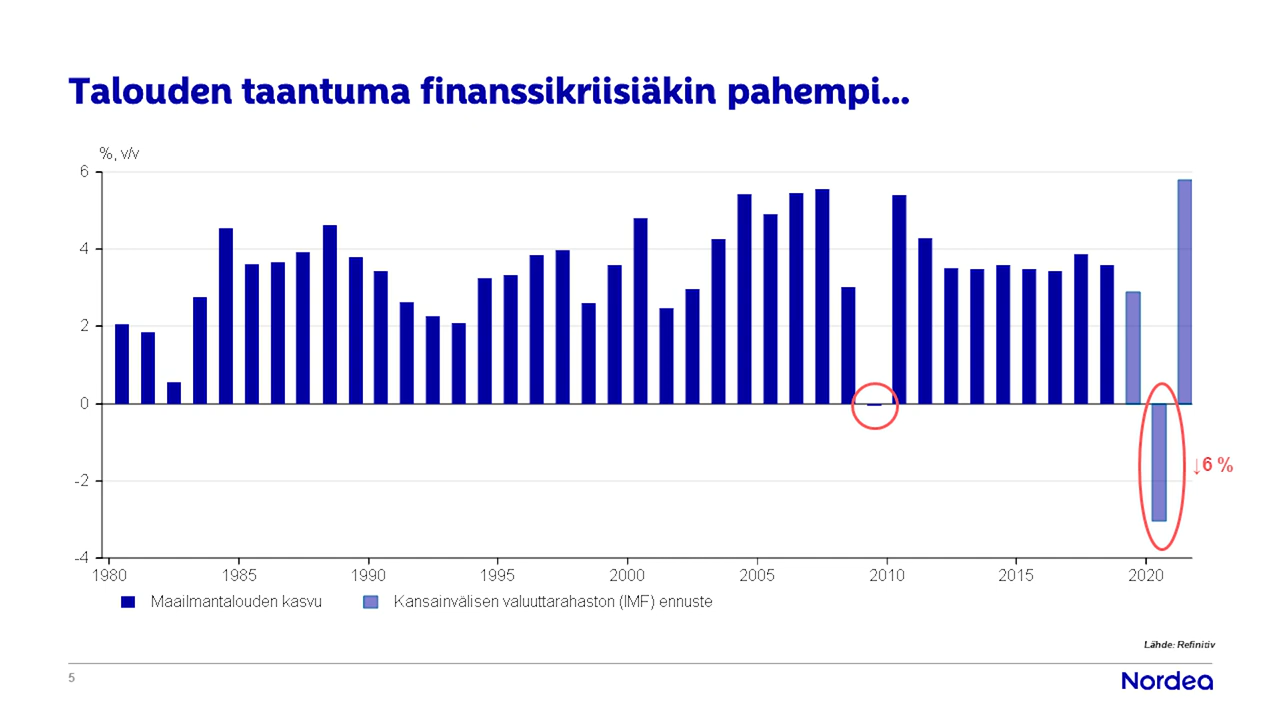 Talouden taantuma finanssikriisiäkin pahempi...
%, v/v
6
4
2
0
-2
-4
↓6 %
1980 1985 1990 1995 2000 2005 2010 2015 2020
Maailmantalouden kasvu Kansainvälisen valuuttarahaston (IMF) ennuste
Lähde: Refinitiv
5
Nordea